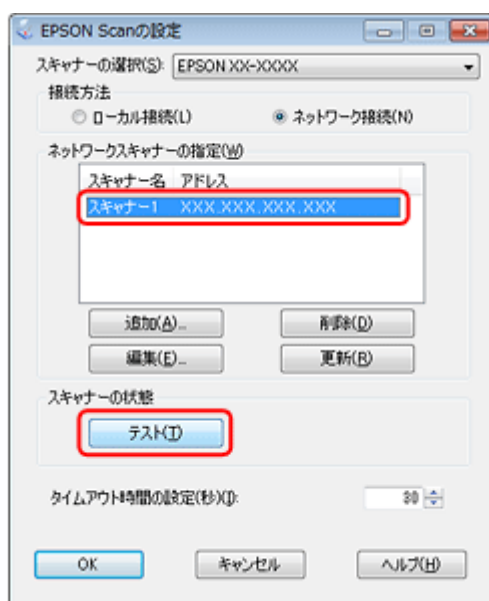 EPSON Scanの設定
スキャナーの選択(S): EPSON XX-XXXX
接続方法
ローカル接続(L) ネットワーク接続(N)
ネットワークスキャナーの指定(W)
スキャナー名 アドレス
スキャナー1 XXX.XXX.XXX.XXX
追加(A)... 削除(D)
編集(E)... 更新(R)
スキャナーの状態
テスト(T)
タイムアウト時間の設定(秒)(I): 30
OK キャンセル ヘルプ(H)